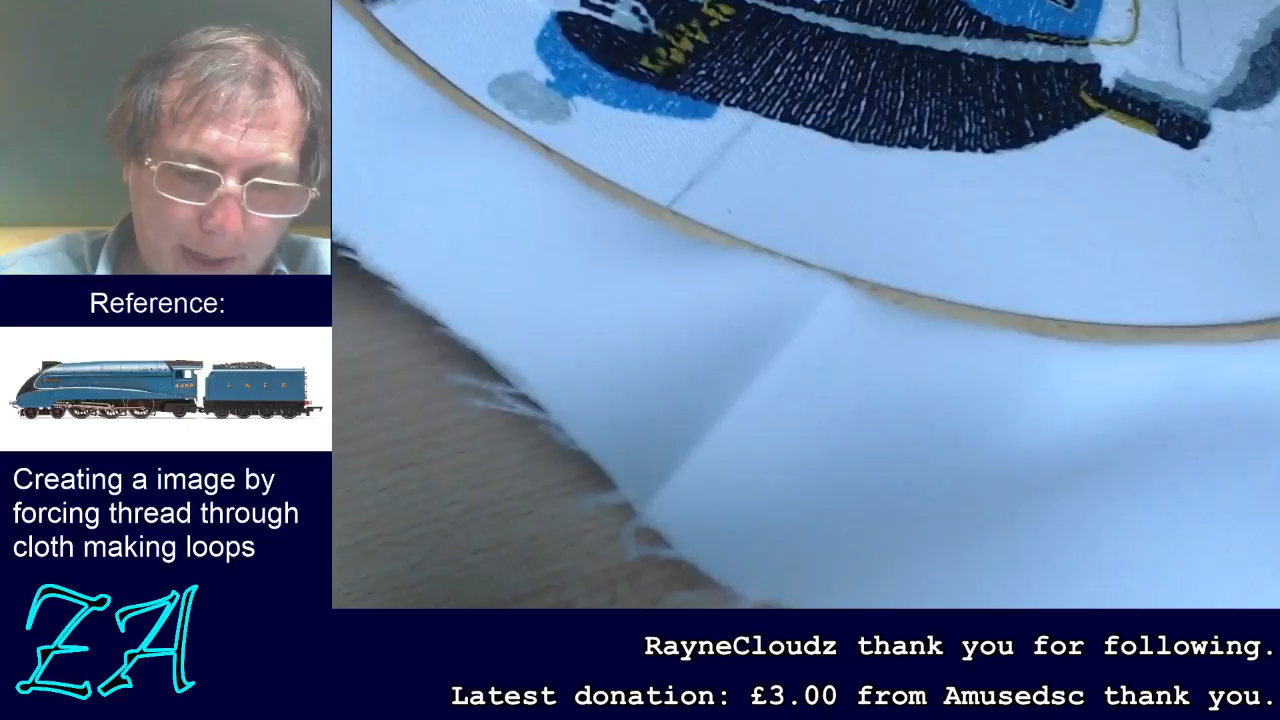 Reference:
4468
L N E R
Creating a image by
forcing thread through
cloth making loops
ZA
RayneCloudz thank you for following.
Latest donation: £3.00 from Amusedsc thank you.